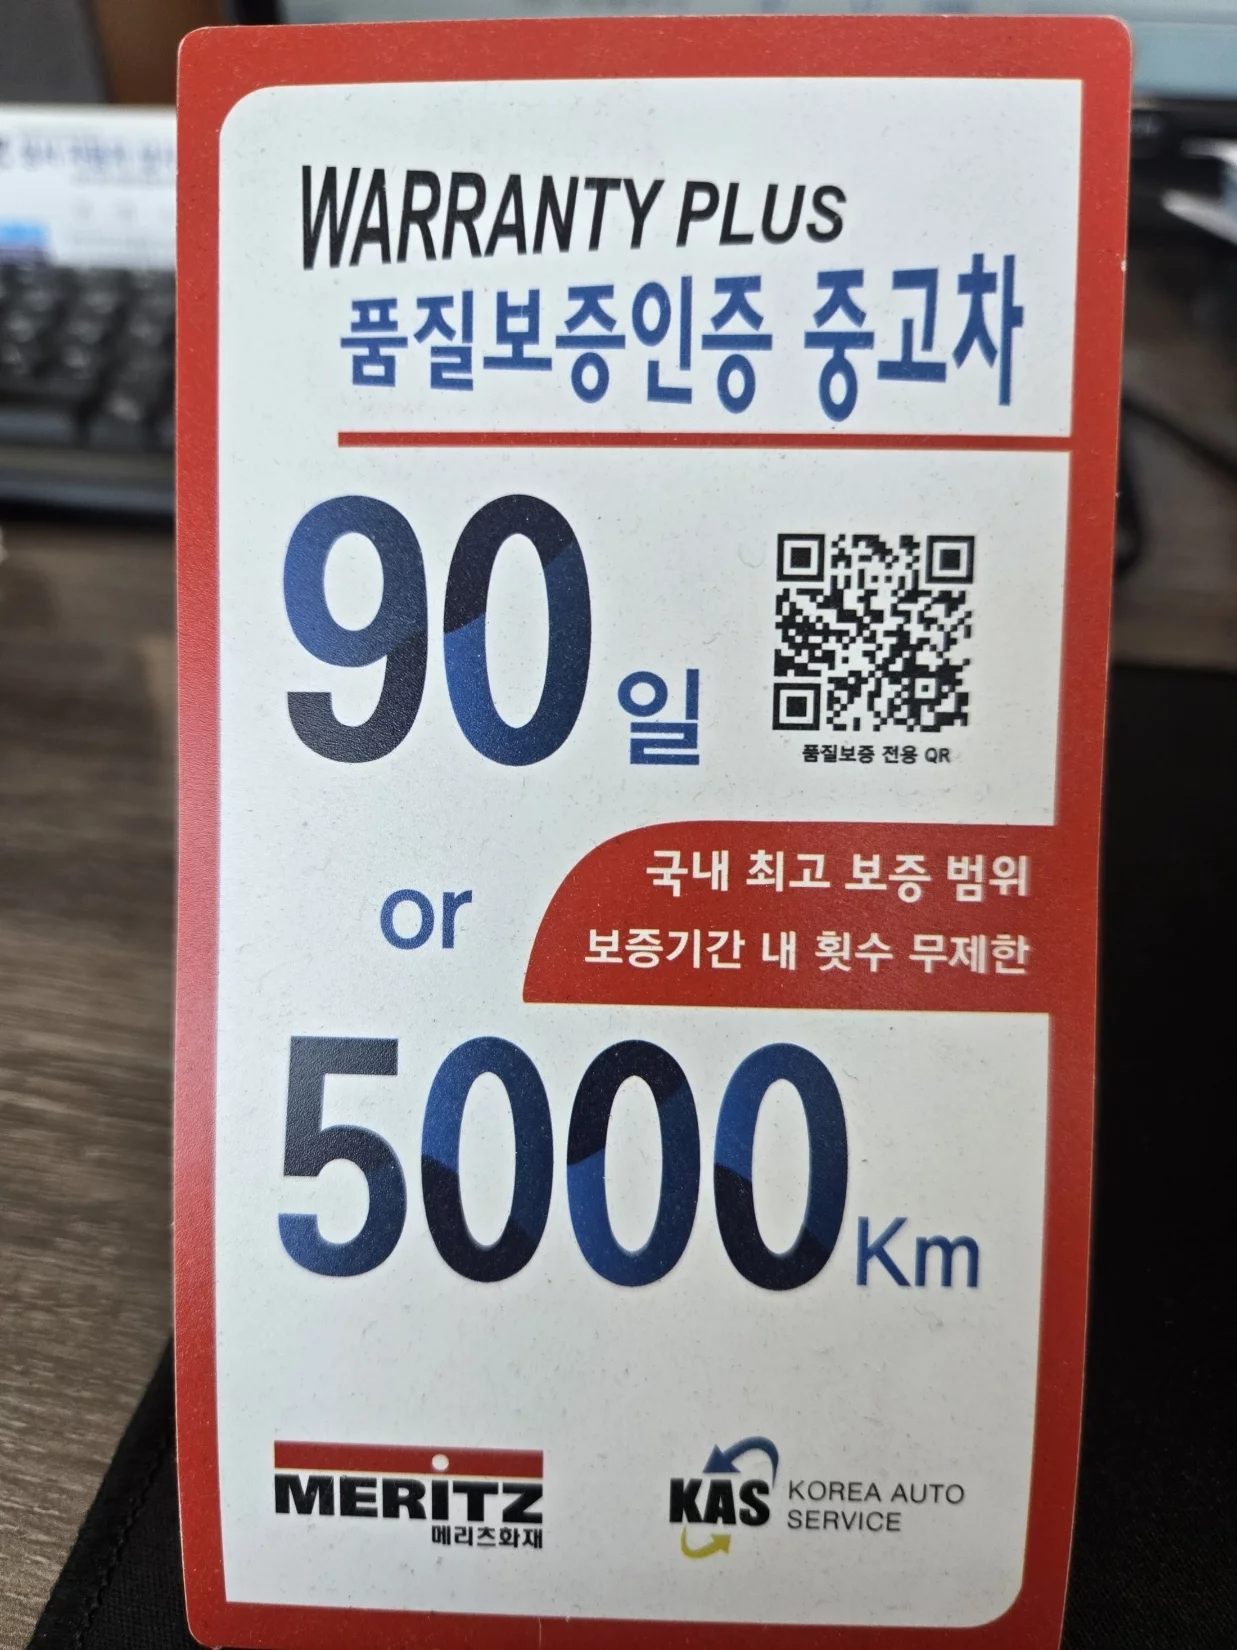 WARRANTY PLUS
품질보증인증 중고차
90일
품질보증 전용 QR
or
국내 최고 보증 범위
보증기간 내 횟수 무제한
5000Km
MERITZ
메리츠화재
KAS
KOREA AUTO
SERVICE